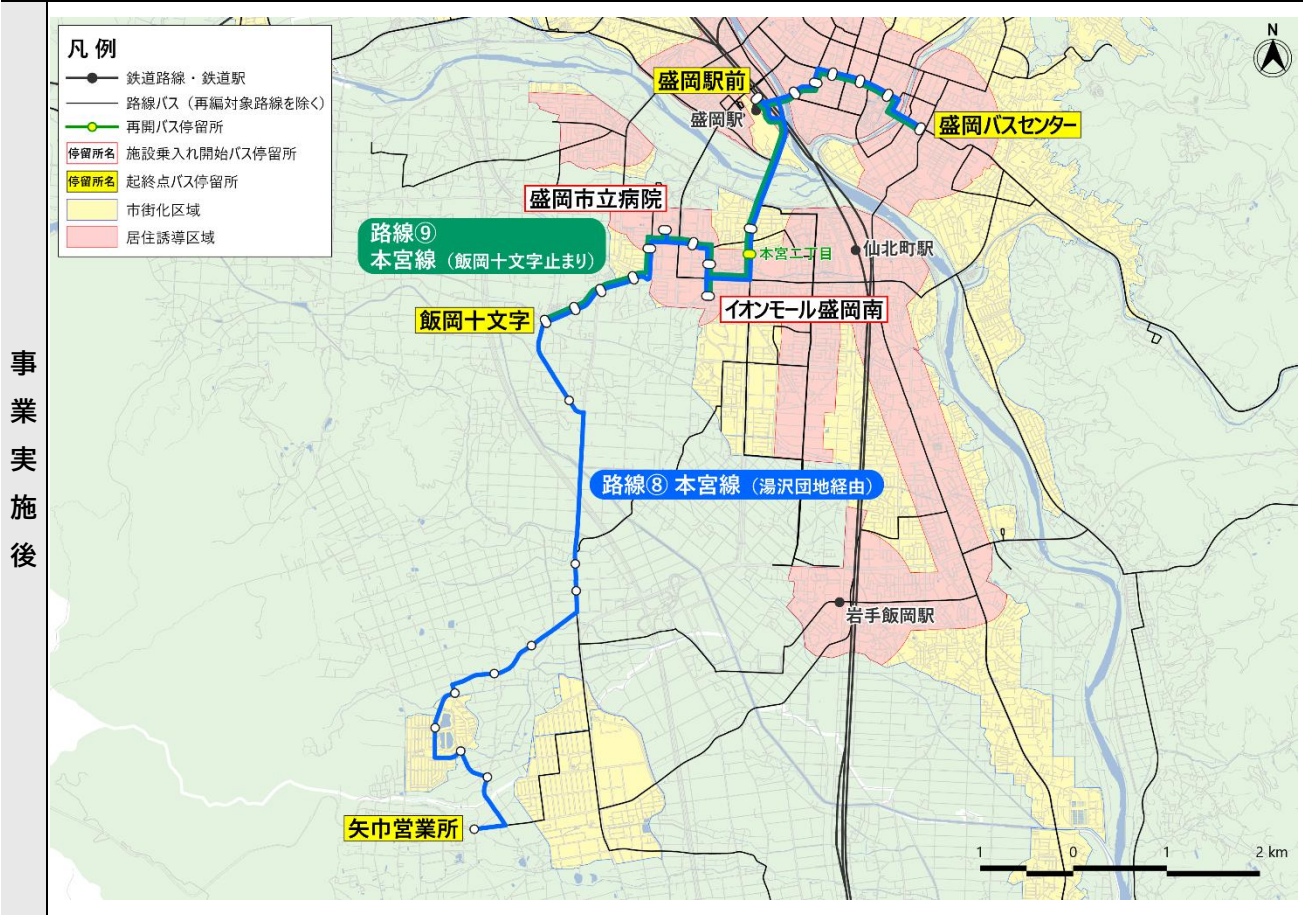 事業実施後
凡例
鉄道路線・鉄道駅
路線バス（再編対象路線を除く）
再開バス停留所
停留所名 施設乗入れ開始バス停留所
停留所名 起終点バス停留所
市街化区域
居住誘導区域
N
盛岡駅前
盛岡駅
盛岡バスセンター
盛岡市立病院
路線⑨
本宮線（飯岡十文字止まり）
本宮二丁目
仙北町駅
イオンモール盛岡南
飯岡十文字
路線⑧ 本宮線（湯沢団地経由）
岩手飯岡駅
矢巾営業所
1 0 1 2 km